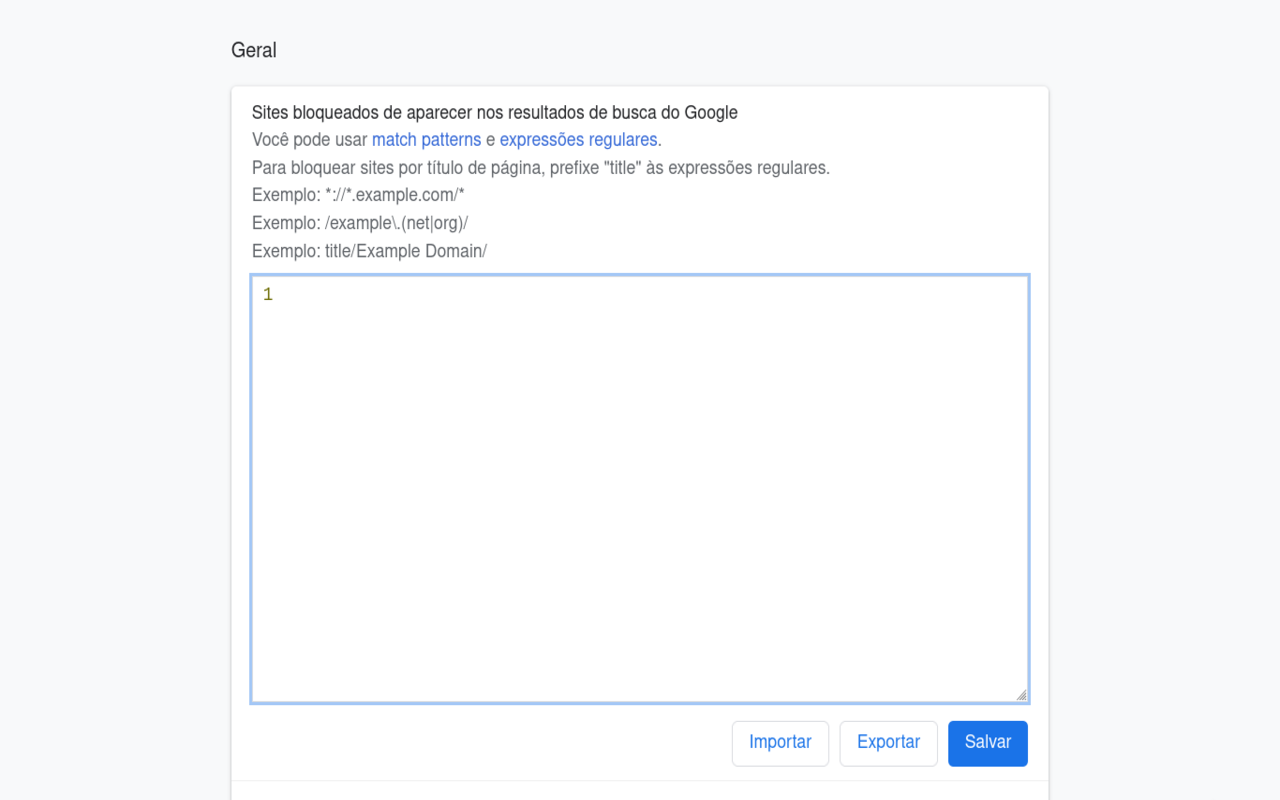 Geral
Sites bloqueados de aparecer nos resultados de busca do Google
Você pode usar match patterns e expressões regulares.
Para bloquear sites por título de página, prefixe "title" às expressões regulares.
Exemplo: *://*.example.com/*
Exemplo: /example\.(net|org)/
Exemplo: title/Example Domain/
1
Importar Exportar Salvar